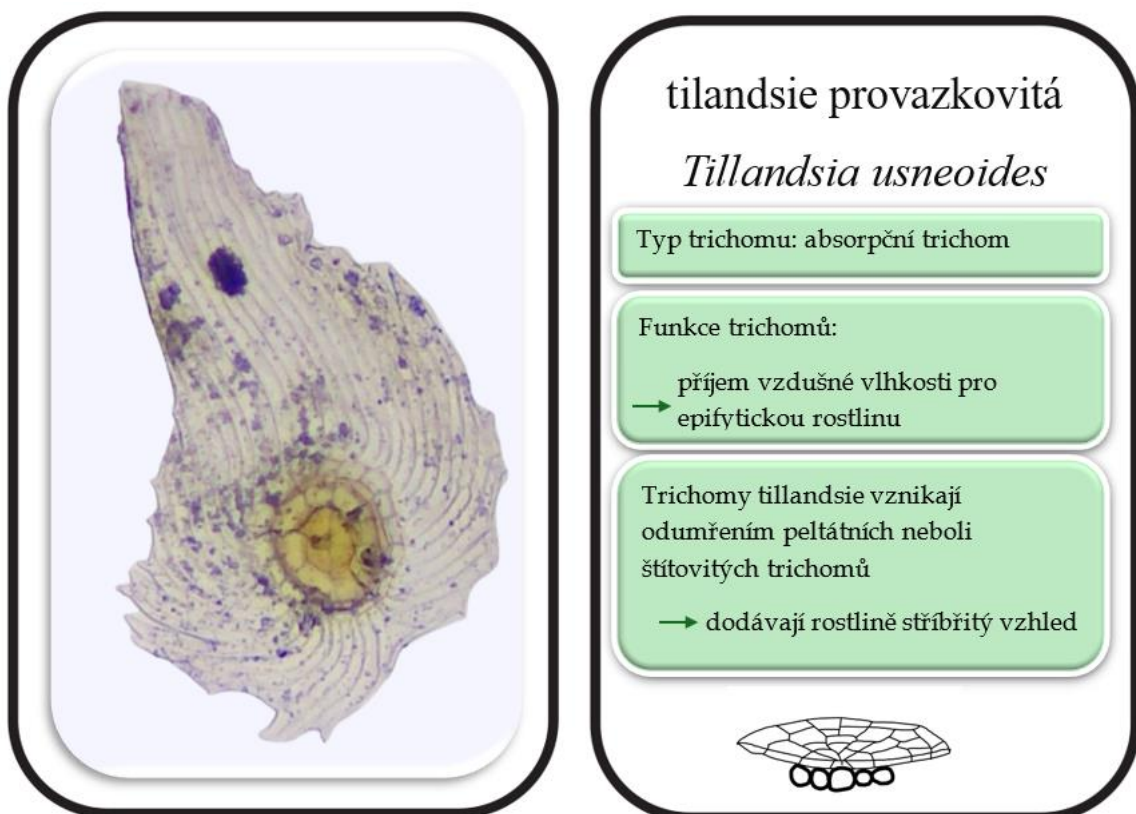 tilandsie provazkovitá
Tillandsia usneoides
Typ trichomu: absorpční trichom
Funkce trichomů:
→ příjem vzdušné vlhkosti pro
epifytickou rostlinu
Trichomy tillandsie vznikají
odumřením peltátních neboli
štítovitých trichomů
→ dodávají rostlině stříbřitý vzhled